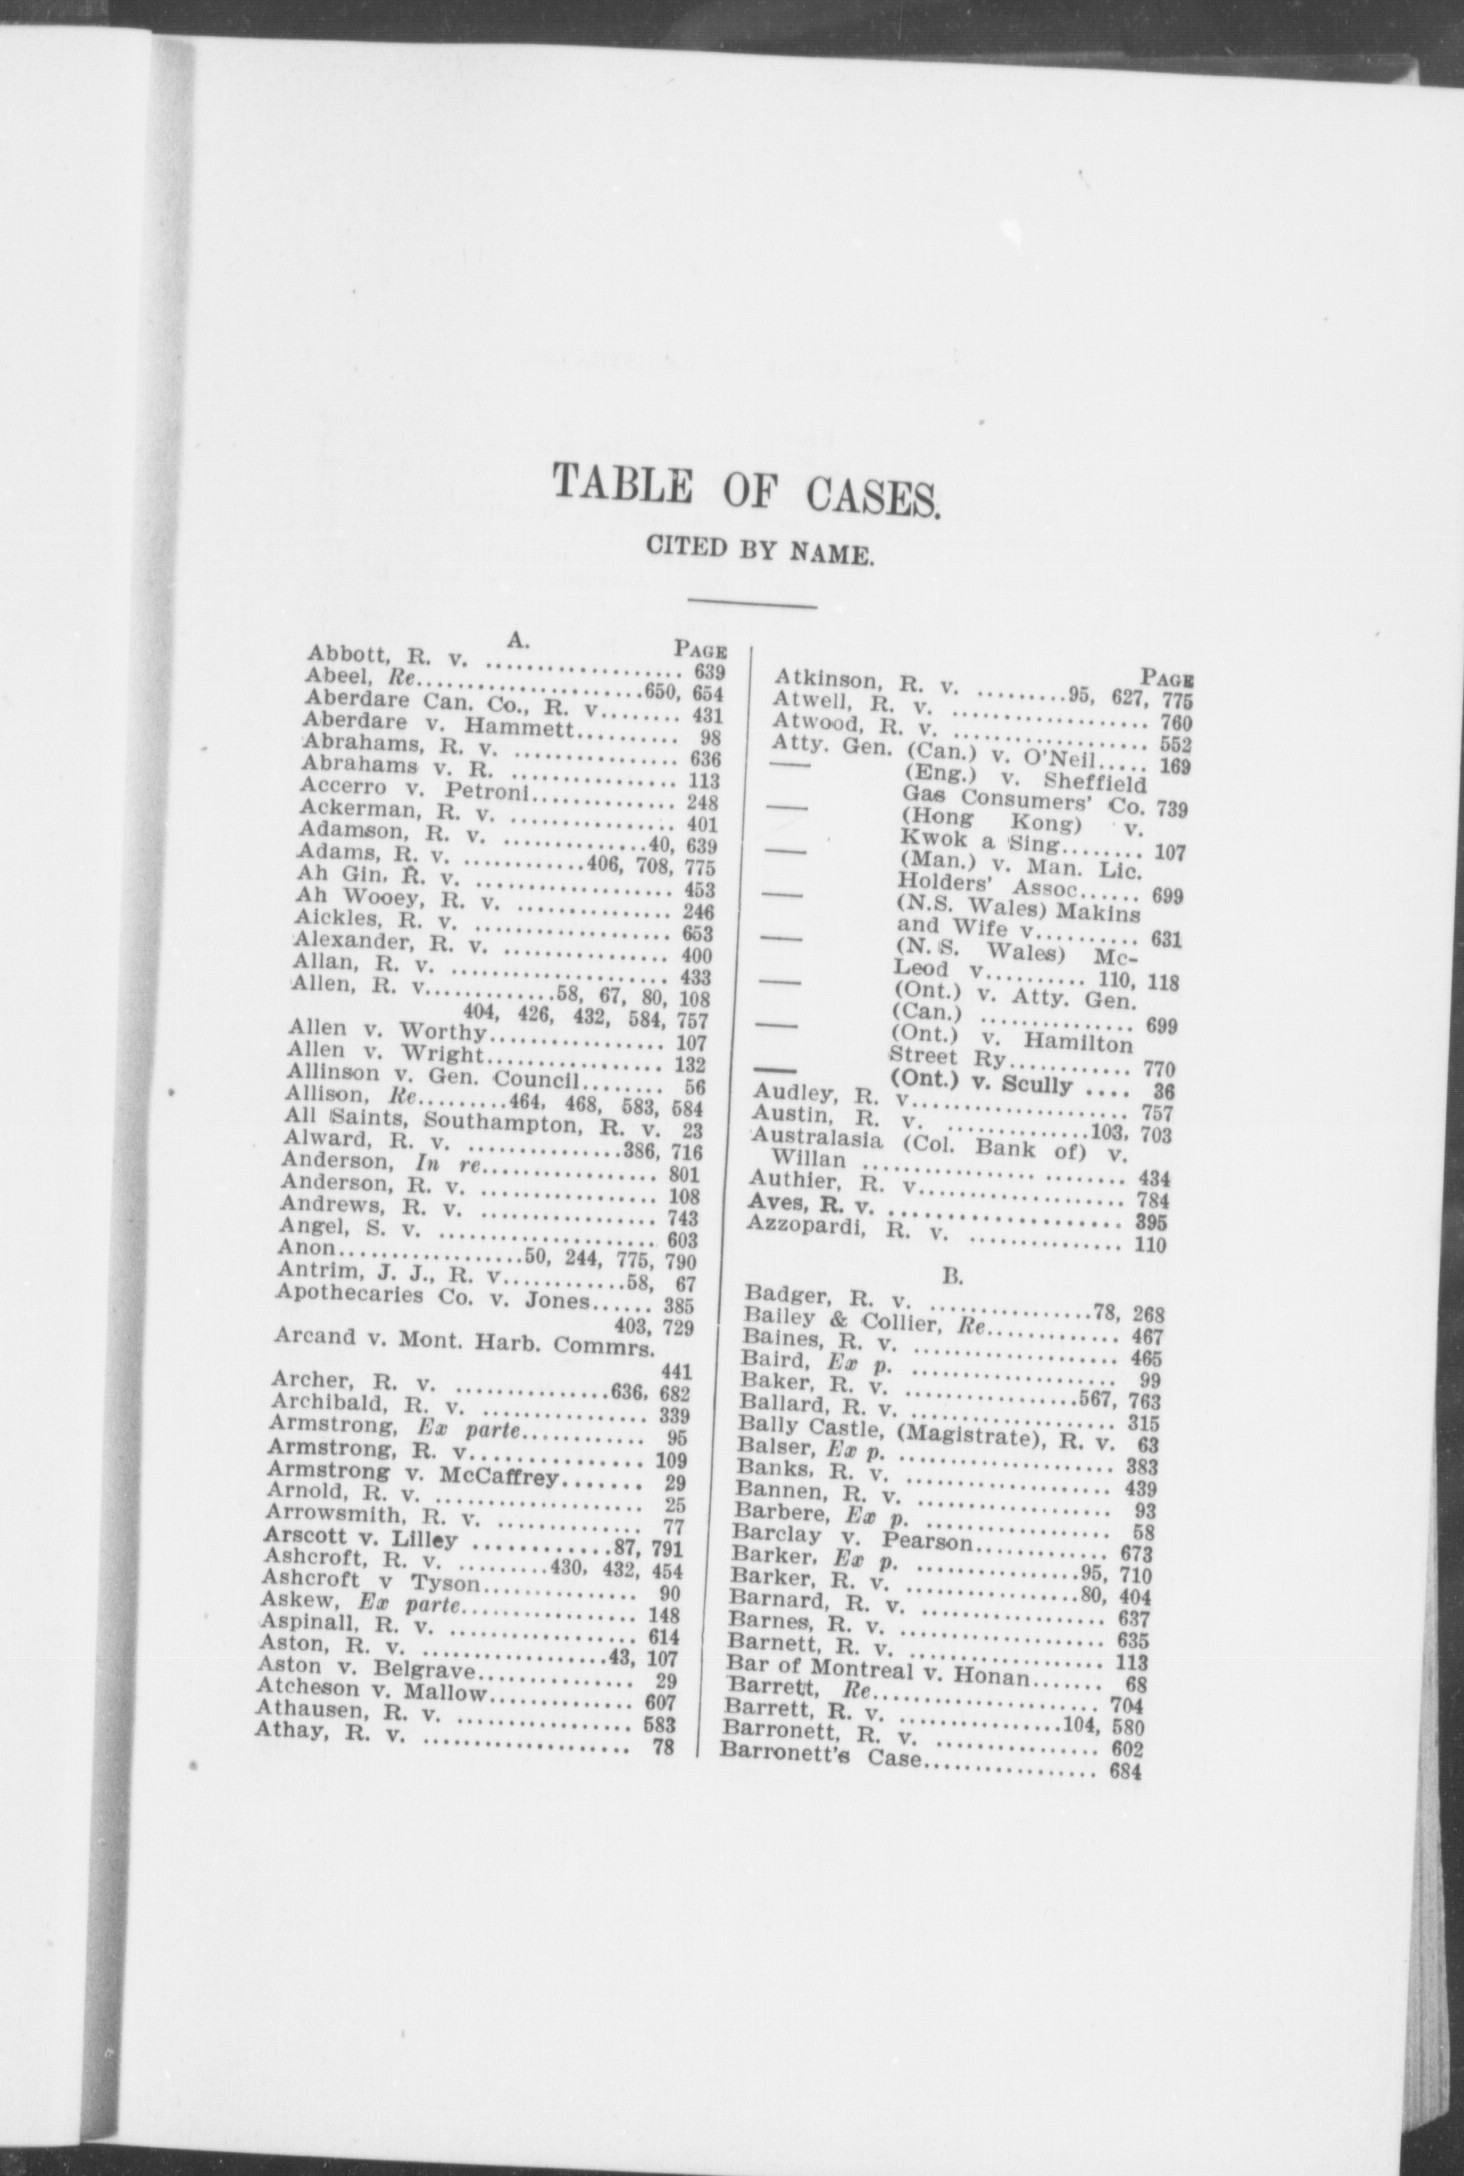 TABLE OF CASES.
CITED BY NAME.
A.
PAGE
Abbott, R. v. ................... 639
Abeel, Re......................650, 654
Aberdare Can. Co., R. v........ 431
Aberdare v. Hammett.......... 98
Abrahams, R. v. ................ 636
Abrahams v. R. ................ 113
Accerro v. Petroni.............. 248
Ackerman, R. v. ................ 401
Adamson, R. v. ..............40, 639
Adams, R. v. ............406, 708, 775
Ah Gin, R. v. ................... 453
Ah Wooey, R. v. ............... 246
Aickles, R. v. ................... 653
Alexander, R. v. ................ 400
Allan, R. v. ..................... 433
Allen, R. v.............58, 67, 80, 108
404, 426, 432, 584, 757
Allen v. Worthy................. 107
Allen v. Wright................. 132
Allinson v. Gen. Council........ 56
Allison, Re.........464, 468, 583, 584
All Saints, Southampton, R. v. 23
Alward, R. v. ...............386, 716
Anderson, In re................. 801
Anderson, R. v. ................. 108
Andrews, R. v. ................. 743
Angel, S. v. ..................... 603
Anon..................50, 244, 775, 790
Antrim, J. J., R. v............58, 67
Apothecaries Co. v. Jones...... 385
403, 729
Arcand v. Mont. Harb. Commrs.
441
Archer, R. v. ...............636, 682
Archibald, R. v. ................ 339
Armstrong, Ex parte............ 95
Armstrong, R. v................. 109
Armstrong v. McCaffrey....... 29
Arnold, R. v. .................... 25
Arrowsmith, R. v. .............. 77
Arscott v. Lilley ............87, 791
Ashcroft, R. v. .........430, 432, 454
Ashcroft v Tyson............... 90
Askew, Ex parte................. 148
Aspinall, R. v. .................. 614
Aston, R. v. ..................43, 107
Aston v. Belgrave............... 29
Atcheson v. Mallow.............. 607
Athausen, R. v. ................. 583
Athay, R. v. .................... 78
PAGE
Atkinson, R. v. .........95, 627, 775
Atwell, R. v. ................... 760
Atwood, R. v. ................... 552
Atty. Gen. (Can.) v. O'Neil..... 169
— (Eng.) v. Sheffield
Gas Consumers' Co. 739
— (Hong Kong) v.
Kwok a Sing........ 107
— (Man.) v. Man. Lic.
Holders' Assoc...... 699
— (N.S. Wales) Makins
and Wife v.......... 631
— (N. S. Wales) Mc-
Leod v.......... 110, 118
— (Ont.) v. Atty. Gen.
(Can.) ............... 699
— (Ont.) v. Hamilton
Street Ry............ 770
— (Ont.) v. Scully .... 36
Audley, R. v..................... 757
Austin, R. v. ..............103, 703
Australasia (Col. Bank of) v.
Willan ................. ........ 434
Authier, R. v.................... 784
Aves, R. v. ....................... 395
Azzopardi, R. v. ............... 110
B.
Badger, R. v. ................78, 268
Bailey & Collier, Re............. 467
Baines, R. v. .................... 465
Baird, Ex p. .................... 99
Baker, R. v. .................567, 763
Ballard, R. v. .................... 315
Bally Castle, (Magistrate), R. v. 63
Balser, Ex p. ..................... 383
Banks, R. v. .................... 439
Bannen, R. v. ................... 93
Barbere, Ex p. .................. 58
Barclay v. Pearson............. 673
Barker, Ex p. ................95, 710
Barker, R. v. .................80, 404
Barnard, R. v. .................. 637
Barnes, R. v. .................... 635
Barnett, R. v. ................... 113
Bar of Montreal v. Honan....... 68
Barrett, Re...................... 704
Barrett, R. v. ................104, 580
Barronett, R. v. ................ 602
Barronett's Case................. 684